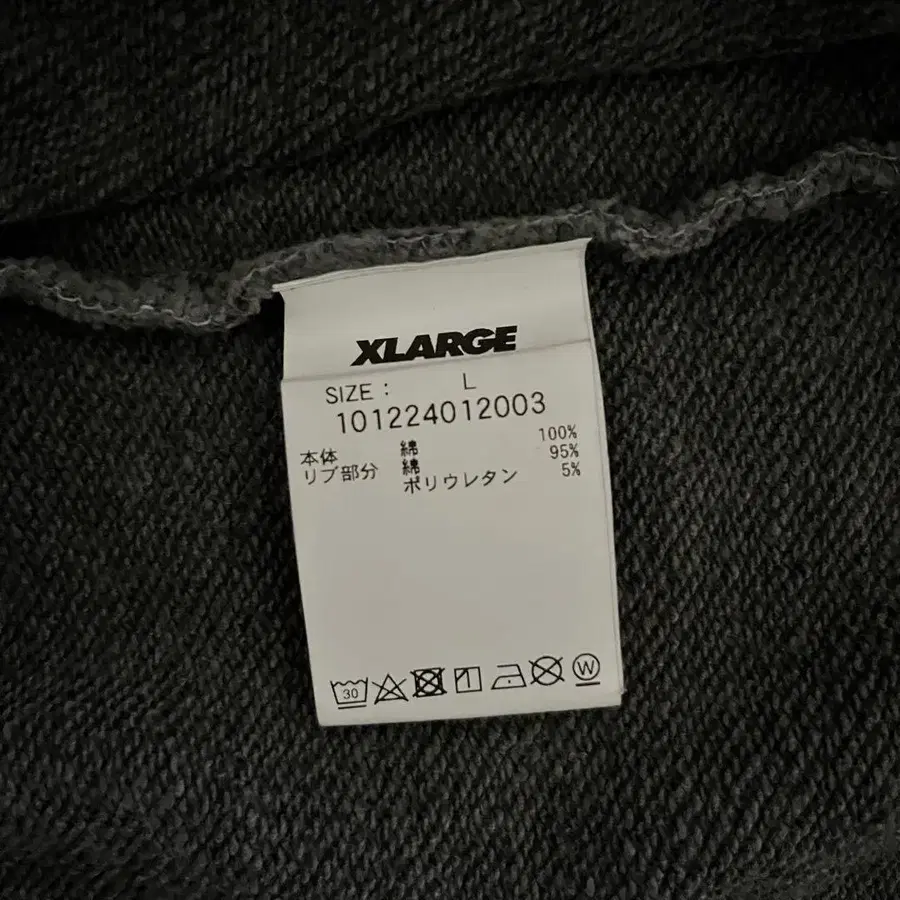 XLARGE
SIZE : L
101224012003
本体 綿 100%
リブ部分 綿 95%
ポリウレタン 5%
30
W